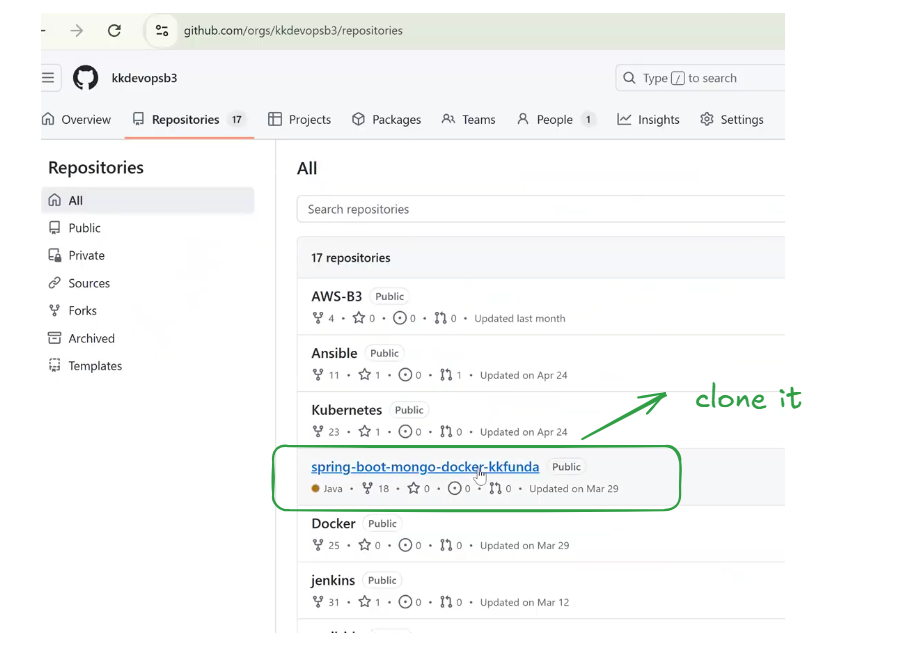 github.com/orgs/kkdevopsb3/repositories
kkdevopsb3
Type / to search
Overview Repositories 17 Projects Packages Teams People 1 Insights Settings
Repositories
All
Public
Private
Sources
Forks
Archived
Templates
All
Search repositories
17 repositories
AWS-B3 Public
4 • 0 • 0 • 0 • Updated last month
Ansible Public
11 • 1 • 0 • 1 • Updated on Apr 24
Kubernetes Public
23 • 1 • 0 • 0 • Updated on Apr 24
clone it
spring-boot-mongo-docker-kkfunda Public
Java • 18 • 0 • 0 • 0 • Updated on Mar 29
Docker Public
25 • 0 • 0 • 0 • Updated on Mar 29
jenkins Public
31 • 1 • 0 • 0 • Updated on Mar 12